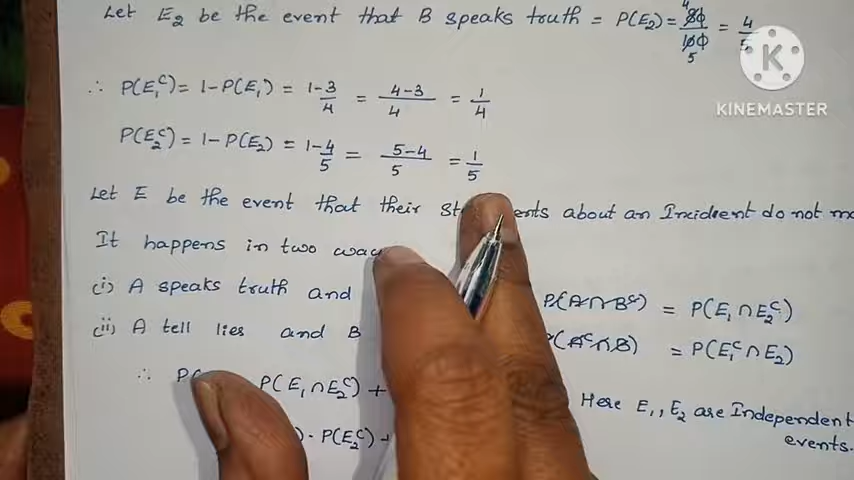 Let E₂ be the event that B speaks truth = P(E₂) = 80/100 = 4/5
K
KINEMASTER
∴ P(E₁ᶜ) = 1-P(E₁) = 1-3/4 = 4-3/4 = 1/4
P(E₂ᶜ) = 1-P(E₂) = 1-4/5 = 5-4/5 = 1/5
Let E be the event that their about an Incident do not
It happens in two
(i) A speaks truth and P(A∩Bᶜ) = P(E₁∩E₂ᶜ)
(ii) A tell lies and B P(Aᶜ∩B) = P(E₁ᶜ∩E₂)
∴ P(E₁∩E₂ᶜ) +
Here E₁, E₂ are Independent
· P(E₂ᶜ) +
events.